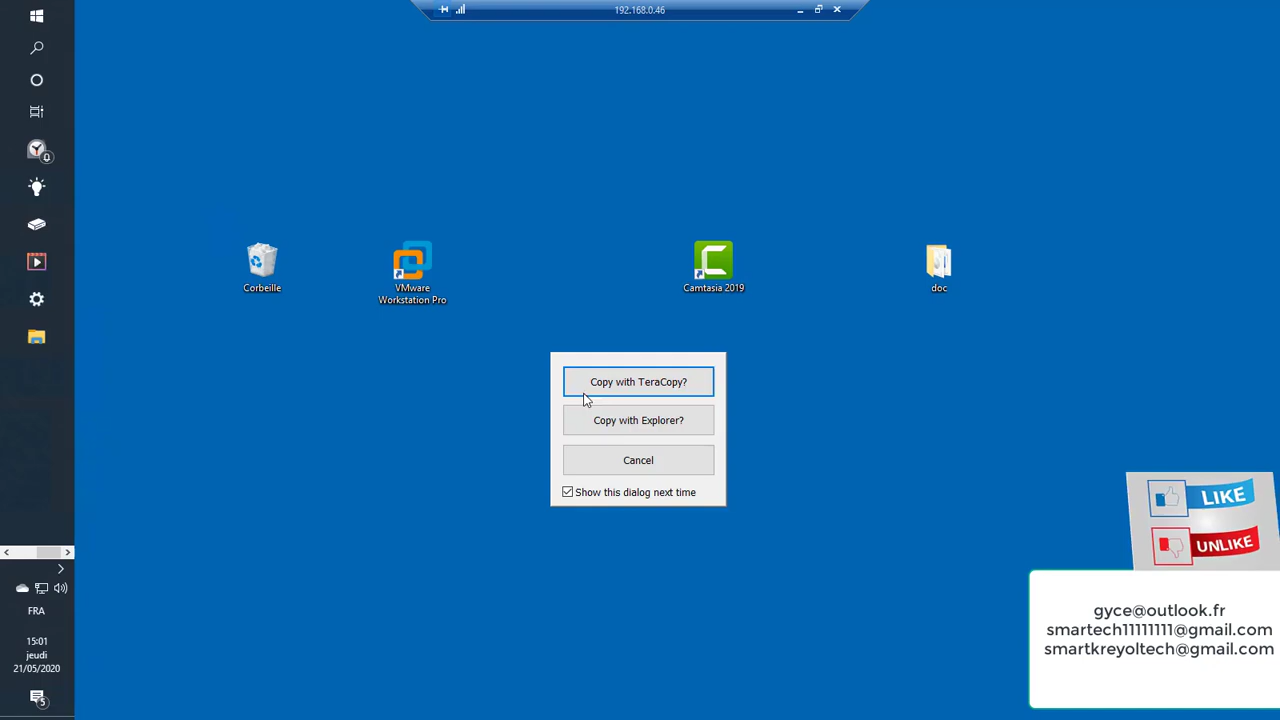 192.168.0.46
Corbeille
VMware
Workstation Pro
Camtasia 2019
doc
Copy with TeraCopy?
Copy with Explorer?
Cancel
Show this dialog next time
LIKE
UNLIKE
FRA
15:01
jeudi
21/05/2020
5
gyce@outlook.fr
smartech11111111@gmail.com
smartkreyoltech@gmail.com